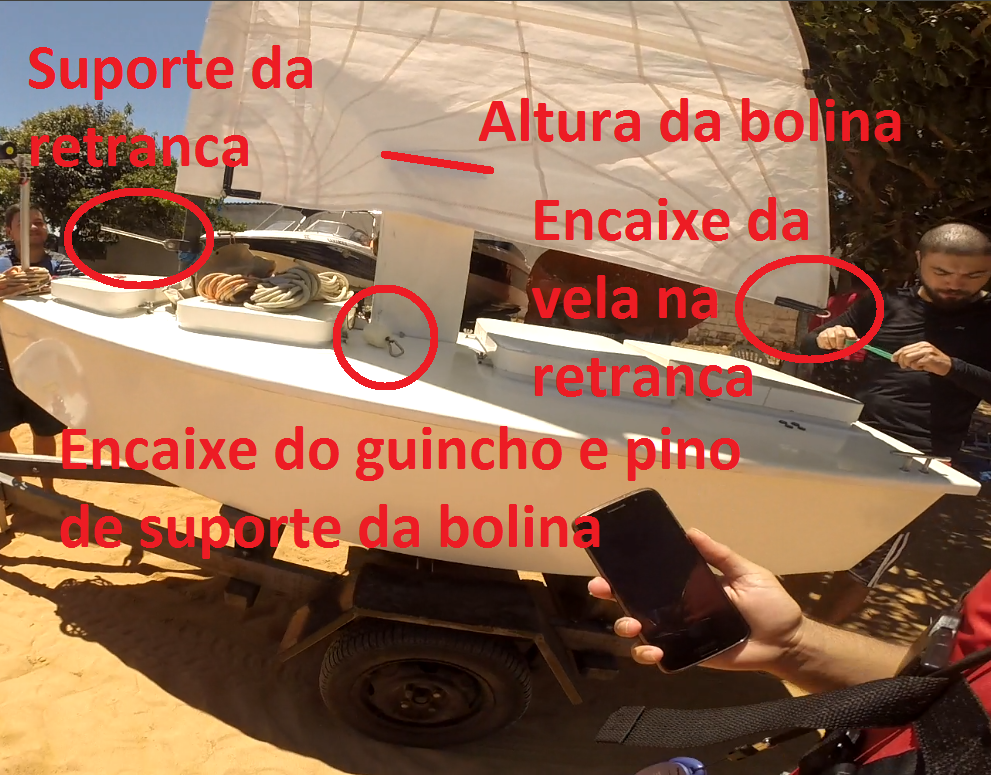 Suporte da
retranca
Altura da bolina
Encaixe da
vela na
retranca
Encaixe do guincho e pino
de suporte da bolina